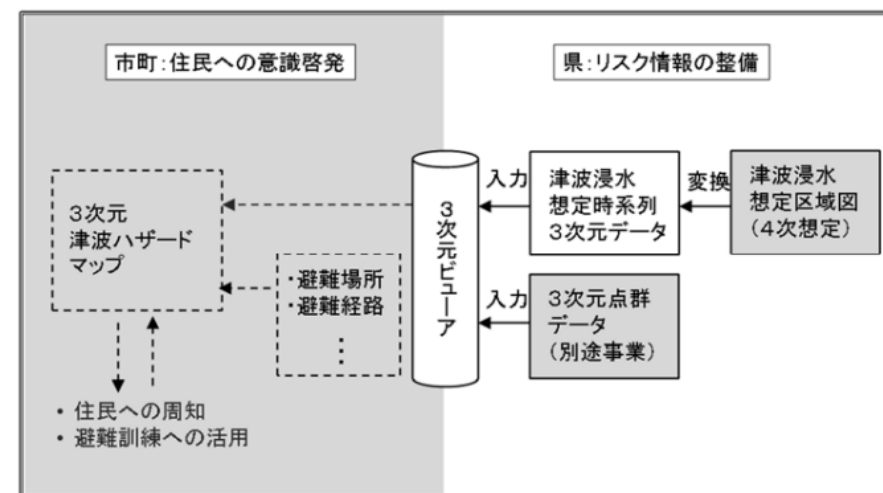 市町:住民への意識啓発
県:リスク情報の整備
3次元
津波ハザード
マップ
・避難場所
・避難経路
⋮
・住民への周知
・避難訓練への活用
3次元ビューア
入力
津波浸水
想定時系列
3次元データ
変換
津波浸水
想定区域図
(4次想定)
入力
3次元点群
データ
(別途事業)